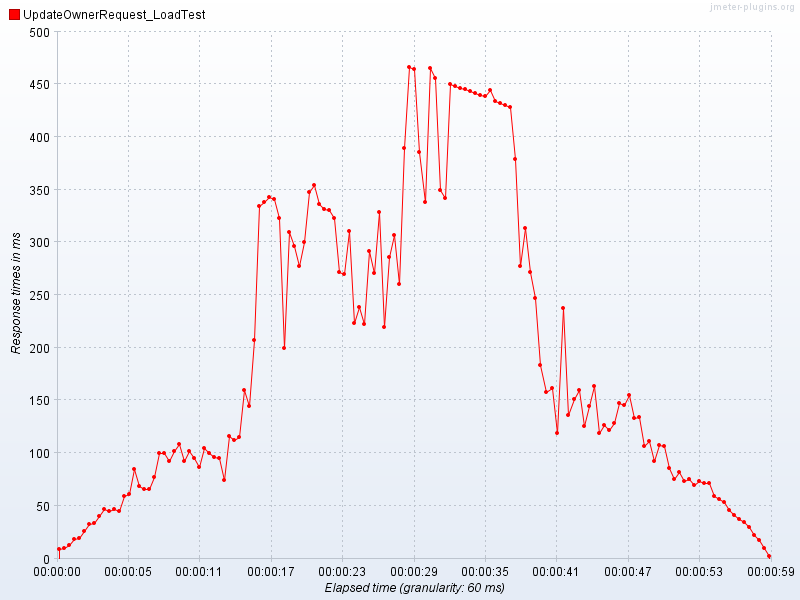 UpdateOwnerRequest_LoadTest
jmeter-plugins.org
500
450
400
350
300
250
200
150
100
50
0
Response times in ms
00:00:00 00:00:05 00:00:11 00:00:17 00:00:23 00:00:29 00:00:35 00:00:41 00:00:47 00:00:53 00:00:59
Elapsed time (granularity: 60 ms)